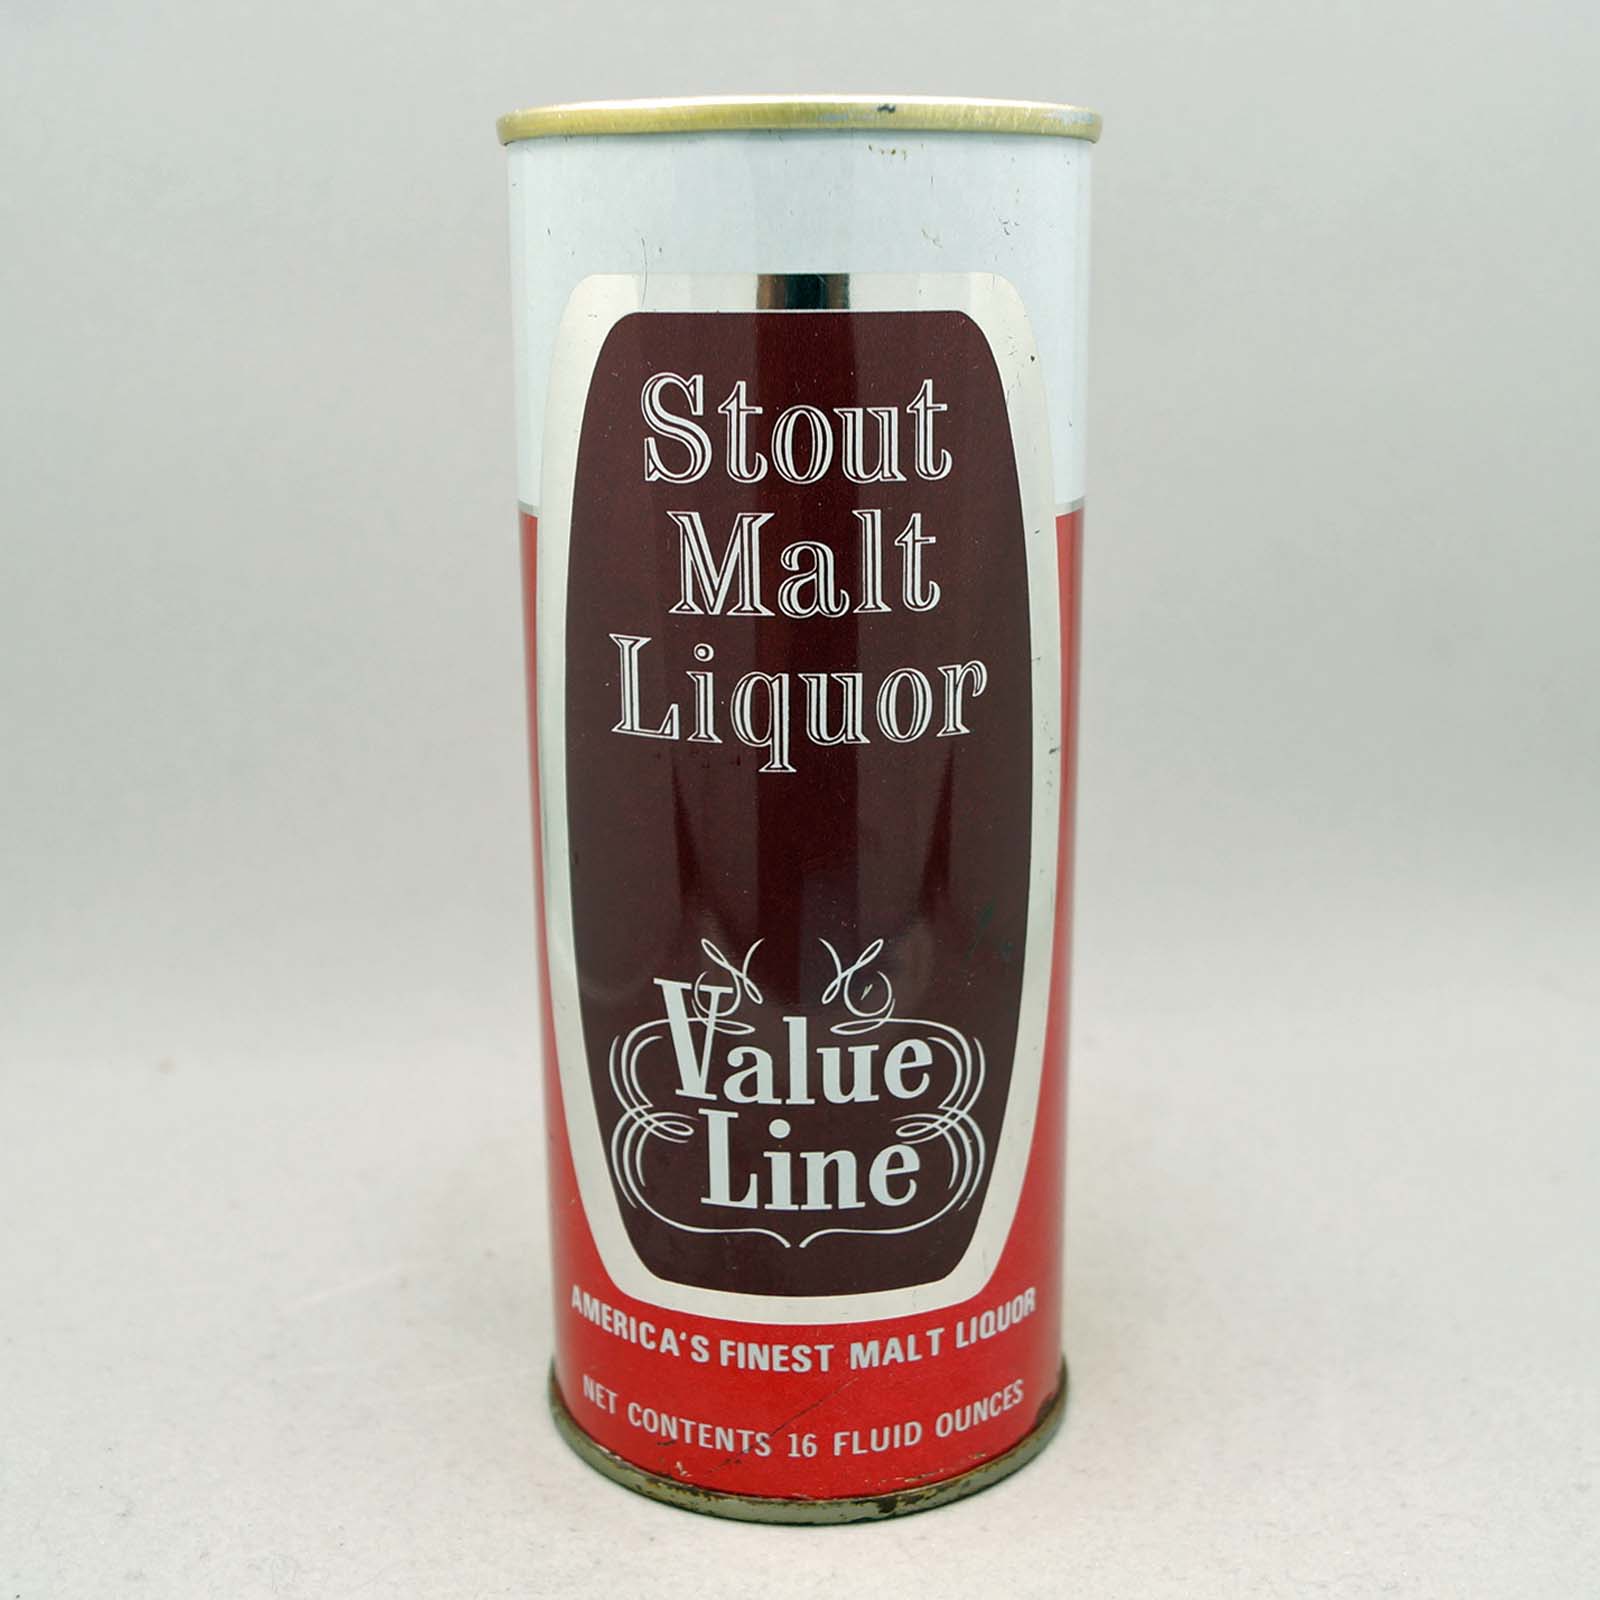 Stout
Malt
Liquor
Value
Line
AMERICA'S FINEST MALT LIQUOR
NET CONTENTS 16 FLUID OUNCES